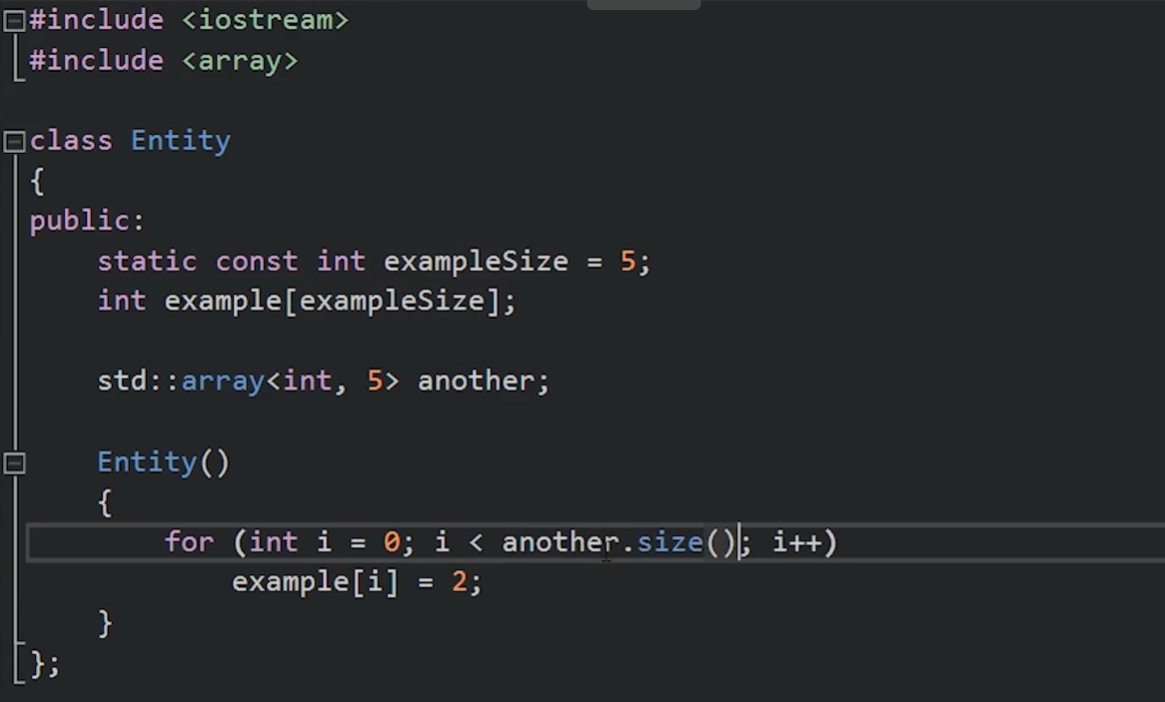 #include <iostream>
#include <array>
class Entity
{
public:
static const int exampleSize = 5;
int example[exampleSize];
std::array<int, 5> another;
Entity()
{
for (int i = 0; i < another.size(); i++)
example[i] = 2;
}
};